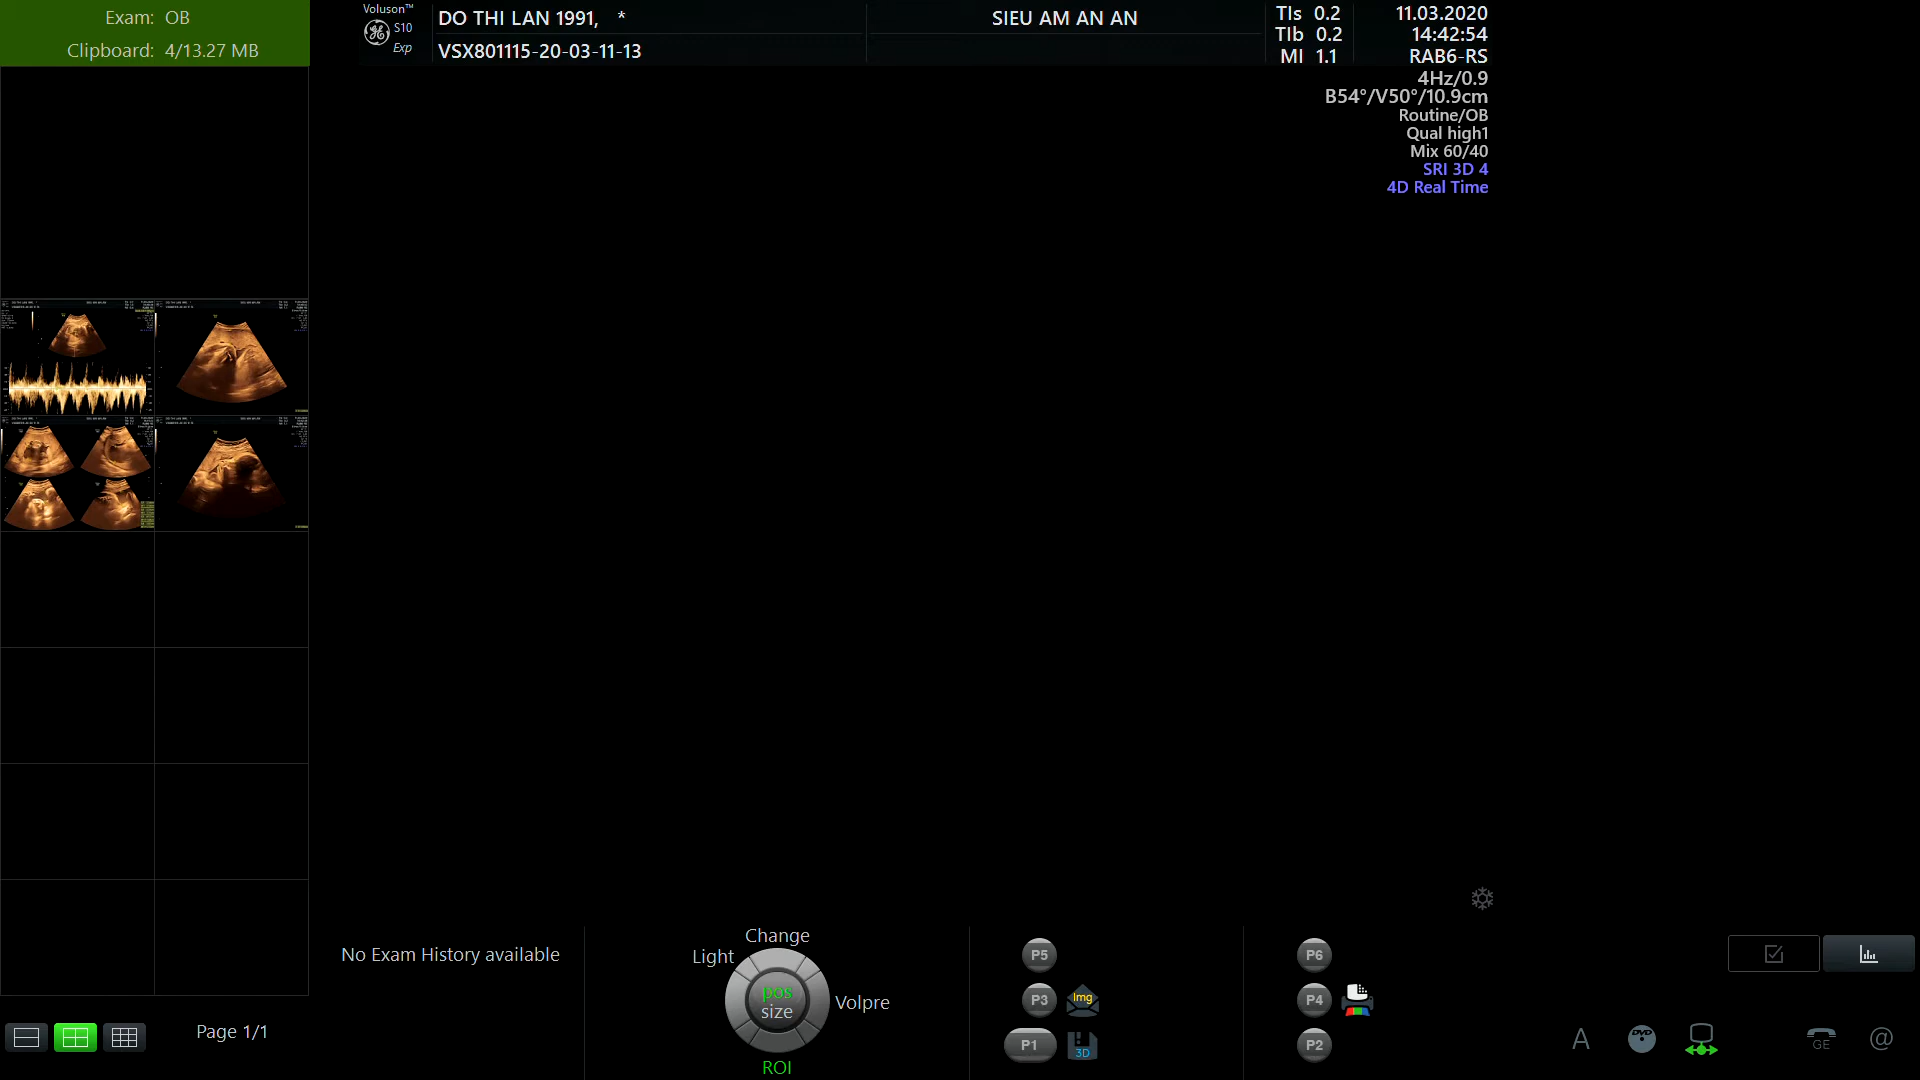 Exam: OB
Clipboard: 4/13.27 MB
Voluson™
S10
Exp
DO THI LAN 1991, *
VSX801115-20-03-11-13
SIEU AM AN AN
TIs 0.2
TIb 0.2
MI 1.1
11.03.2020
14:42:54
RAB6-RS
4Hz/0.9
B54°/V50°/10.9cm
Routine/OB
Qual high1
Mix 60/40
SRI 3D 4
4D Real Time
No Exam History available
Change
Light
pos
size
Volpre
ROI
P5
P3
Img
P1
3D
P6
P4
P2
Page 1/1
A
DVD
GE
@